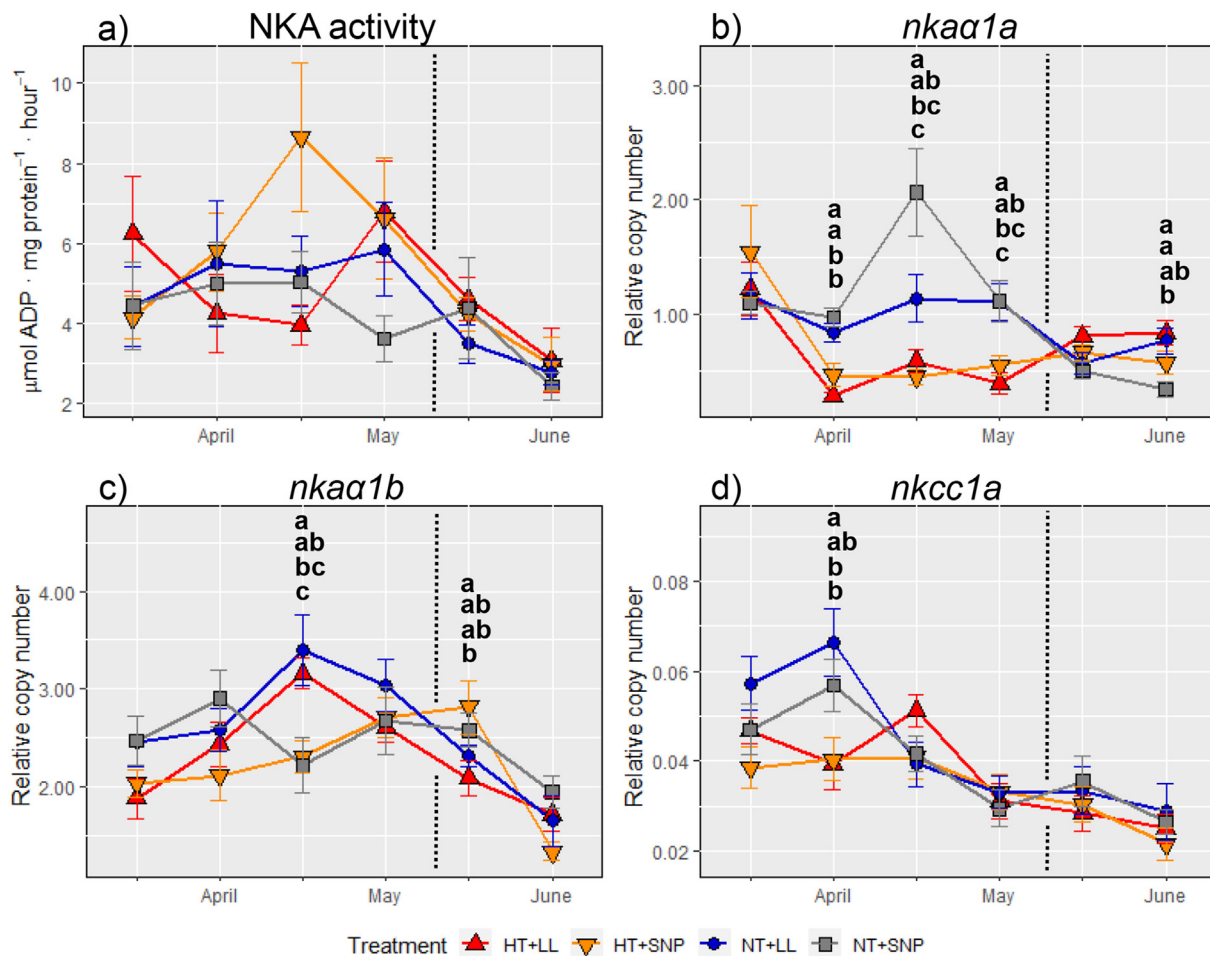 a) NKA activity
μmol ADP · mg protein⁻¹ · hour⁻¹
10
8
6
4
2
April May June
b) nkaα1a
Relative copy number
3.00
2.00
1.00
a
a
b
b
a
ab
bc
c
a
ab
bc
c
a
a
ab
b
April May June
c) nkaα1b
Relative copy number
4.00
3.00
2.00
a
ab
bc
c
a
ab
ab
b
April May June
d) nkcc1a
Relative copy number
0.08
0.06
0.04
0.02
a
ab
b
b
April May June
Treatment HT+LL HT+SNP NT+LL NT+SNP